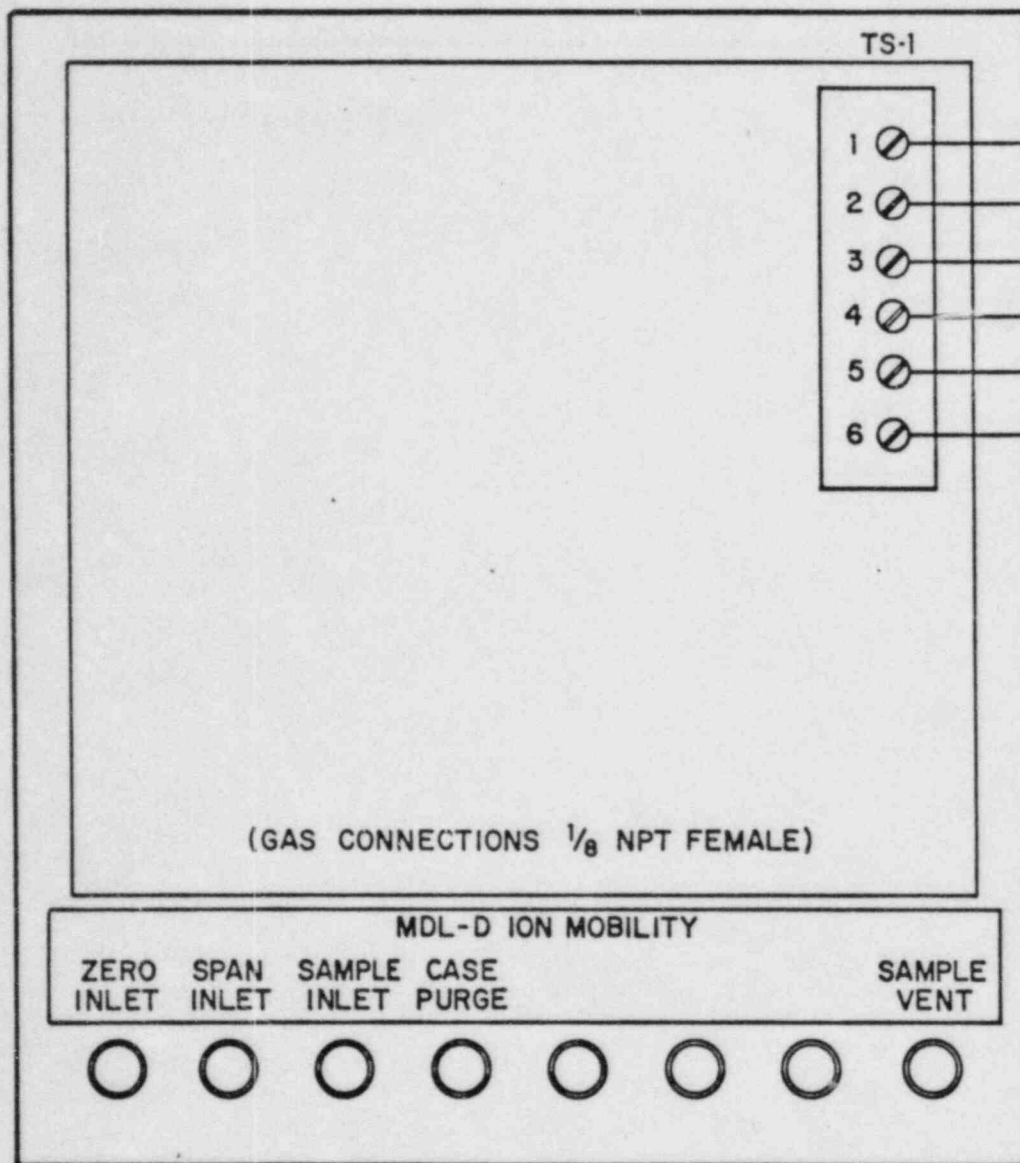 TS-1
1
2
3
4
5
6
(GAS CONNECTIONS 1/8 NPT FEMALE)
MDL-D ION MOBILITY
ZERO INLET
SPAN INLET
SAMPLE INLET
CASE PURGE
SAMPLE VENT